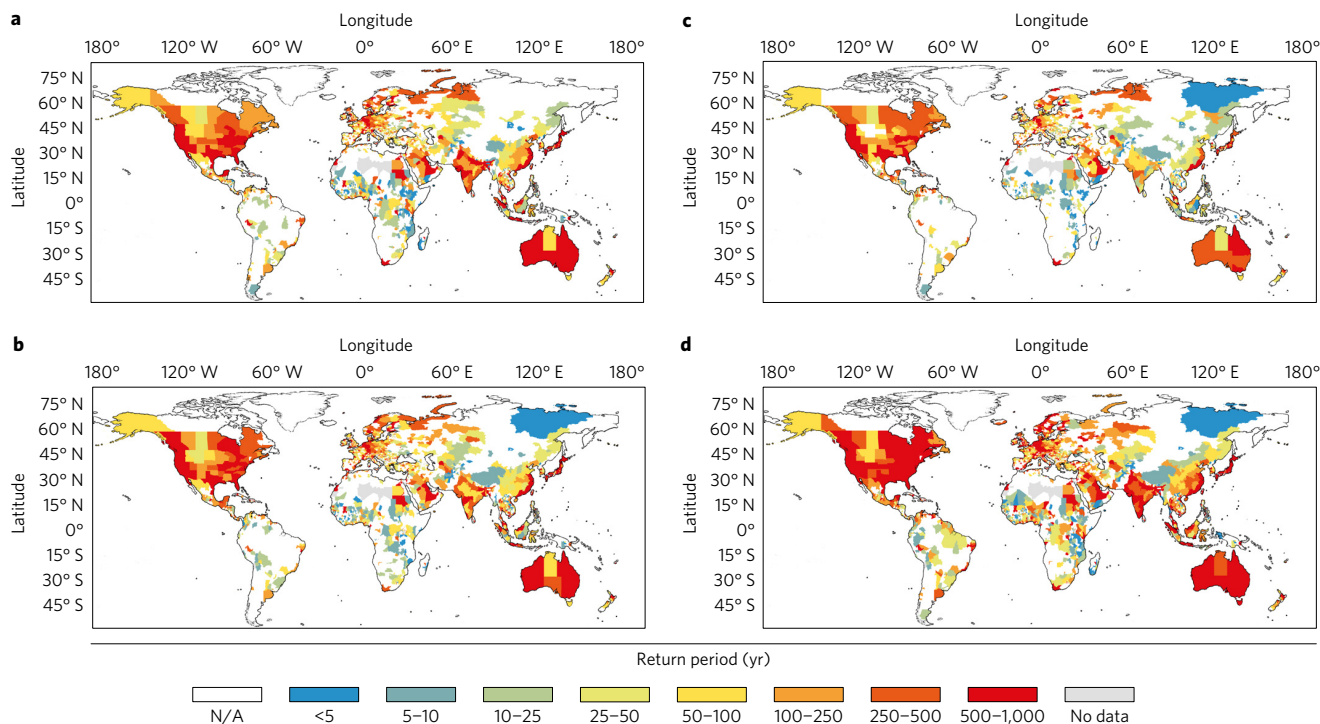 a
Longitude
180° 120° W 60° W 0° 60° E 120° E 180°
75° N
60° N
45° N
30° N
15° N
0°
15° S
30° S
45° S
Latitude
c
Longitude
180° 120° W 60° W 0° 60° E 120° E 180°
75° N
60° N
45° N
30° N
15° N
0°
15° S
30° S
45° S
Latitude
b
Longitude
180° 120° W 60° W 0° 60° E 120° E 180°
75° N
60° N
45° N
30° N
15° N
0°
15° S
30° S
45° S
Latitude
d
Longitude
180° 120° W 60° W 0° 60° E 120° E 180°
75° N
60° N
45° N
30° N
15° N
0°
15° S
30° S
45° S
Latitude
Return period (yr)
N/A <5 5–10 10–25 25–50 50–100 100–250 250–500 500–1,000 No data